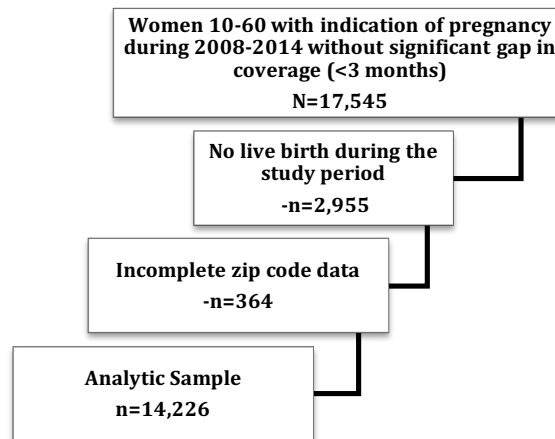 Women 10-60 with indication of pregnancy
during 2008-2014 without significant gap in
coverage (<3 months)
N=17,545
No live birth during the
study period
-n=2,955
Incomplete zip code data
-n=364
Analytic Sample
n=14,226